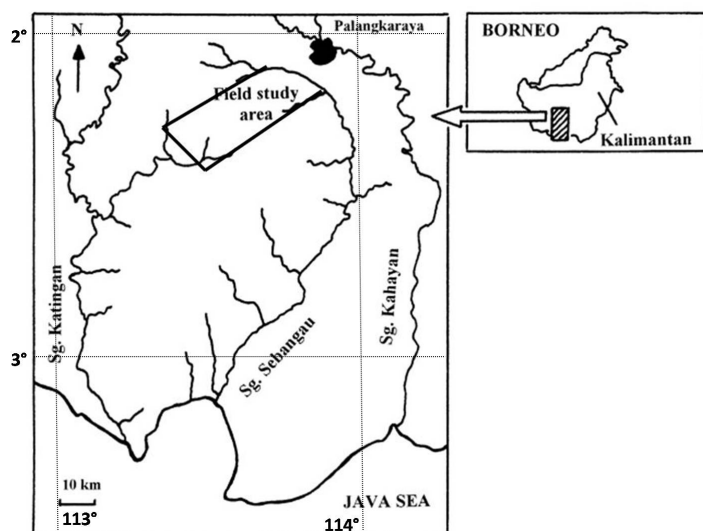 2°
N
Palangkaraya
Field study
area
Sg. Katingan
Sg. Sebangau
Sg. Kahayan
3°
10 km
JAVA SEA
113°
114°
BORNEO
Kalimantan